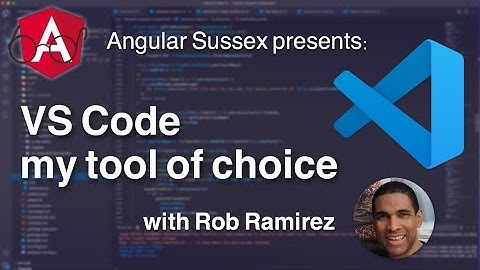 Angular Sussex presents:
VS Code
my tool of choice
with Rob Ramirez